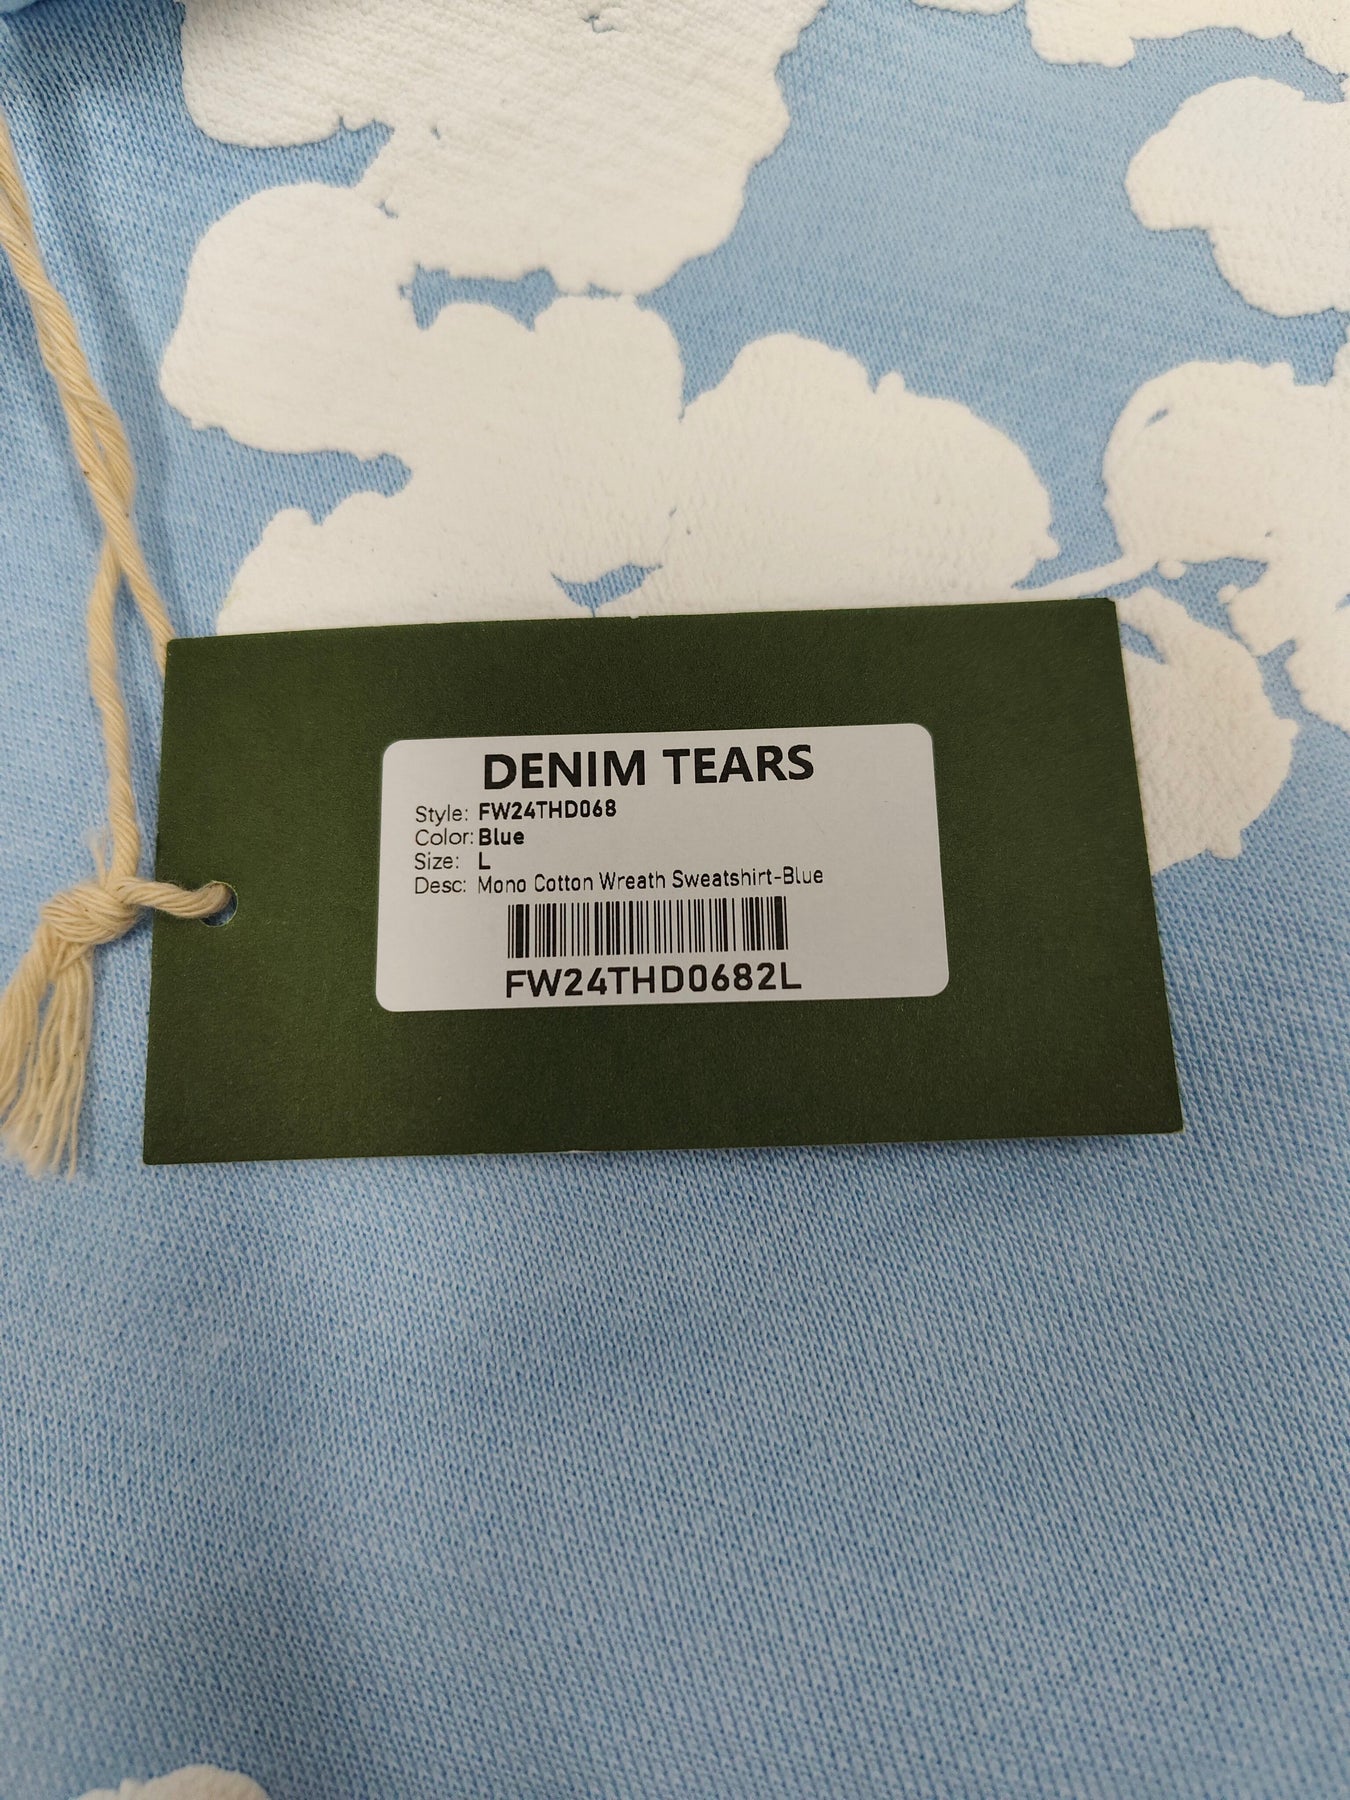 DENIM TEARS
Style: FW24THD068
Color: Blue
Size: L
Desc: Mono Cotton Wreath Sweatshirt-Blue
FW24THD0682L